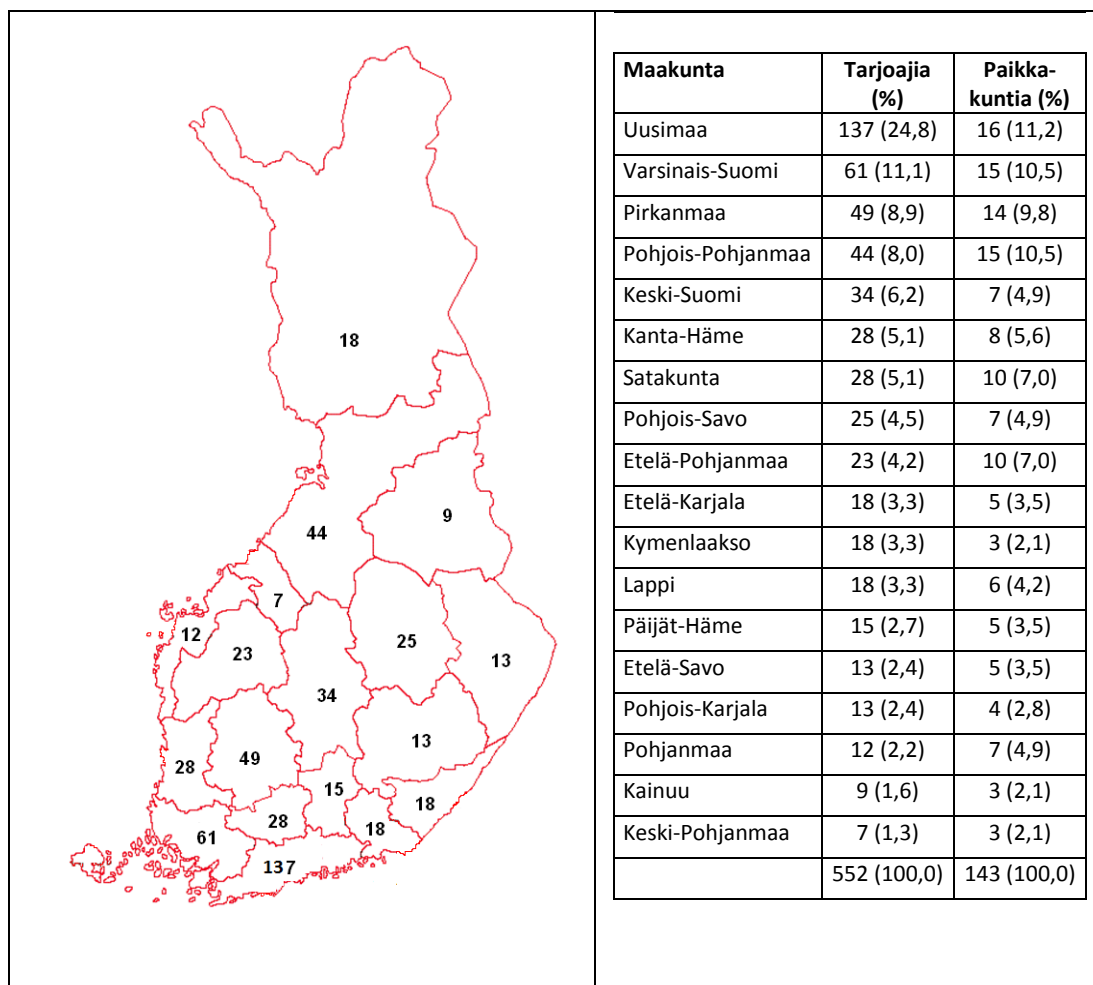 18
9
44
7
12
25
23
13
34
13
49
28
15
18
28
18
61
137
Maakunta Tarjoajia (%) Paikka-kuntia (%)
Uusimaa 137 (24,8) 16 (11,2)
Varsinais-Suomi 61 (11,1) 15 (10,5)
Pirkanmaa 49 (8,9) 14 (9,8)
Pohjois-Pohjanmaa 44 (8,0) 15 (10,5)
Keski-Suomi 34 (6,2) 7 (4,9)
Kanta-Häme 28 (5,1) 8 (5,6)
Satakunta 28 (5,1) 10 (7,0)
Pohjois-Savo 25 (4,5) 7 (4,9)
Etelä-Pohjanmaa 23 (4,2) 10 (7,0)
Etelä-Karjala 18 (3,3) 5 (3,5)
Kymenlaakso 18 (3,3) 3 (2,1)
Lappi 18 (3,3) 6 (4,2)
Päijät-Häme 15 (2,7) 5 (3,5)
Etelä-Savo 13 (2,4) 5 (3,5)
Pohjois-Karjala 13 (2,4) 4 (2,8)
Pohjanmaa 12 (2,2) 7 (4,9)
Kainuu 9 (1,6) 3 (2,1)
Keski-Pohjanmaa 7 (1,3) 3 (2,1)
552 (100,0) 143 (100,0)